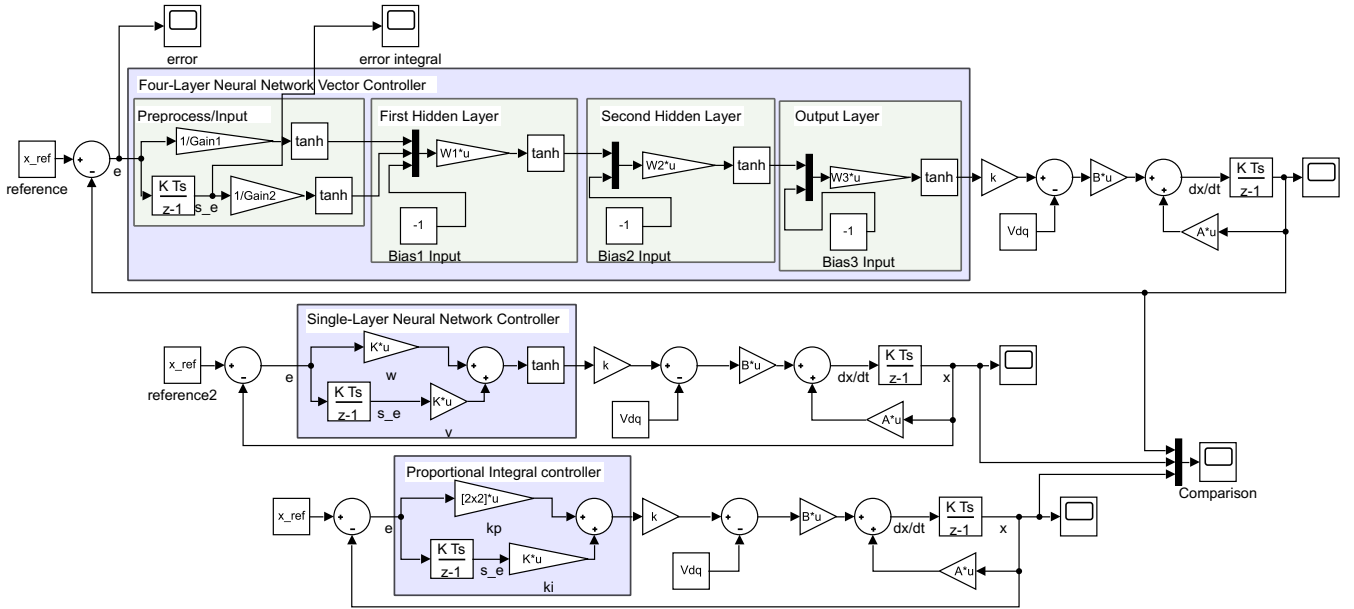 error
error integral
Four-Layer Neural Network Vector Controller
Preprocess/Input
First Hidden Layer
Second Hidden Layer
Output Layer
1/Gain1
tanh
W1*u
tanh
W2*u
tanh
W3*u
tanh
x_ref
reference
+
-
e
K Ts
z-1
s_e
1/Gain2
tanh
-1
Bias1 Input
-1
Bias2 Input
-1
Bias3 Input
k
+
-
Vdq
B*u
+
+
dx/dt
K Ts
z-1
A*u
Single-Layer Neural Network Controller
x_ref
reference2
+
-
e
K*u
w
K Ts
z-1
s_e
K*u
v
+
+
tanh
k
+
-
Vdq
B*u
+
+
dx/dt
K Ts
z-1
x
A*u
Comparison
Proportional Integral controller
x_ref
+
-
e
[2x2]*u
kp
K Ts
z-1
s_e
K*u
ki
+
+
k
+
-
Vdq
B*u
+
+
dx/dt
K Ts
z-1
x
A*u